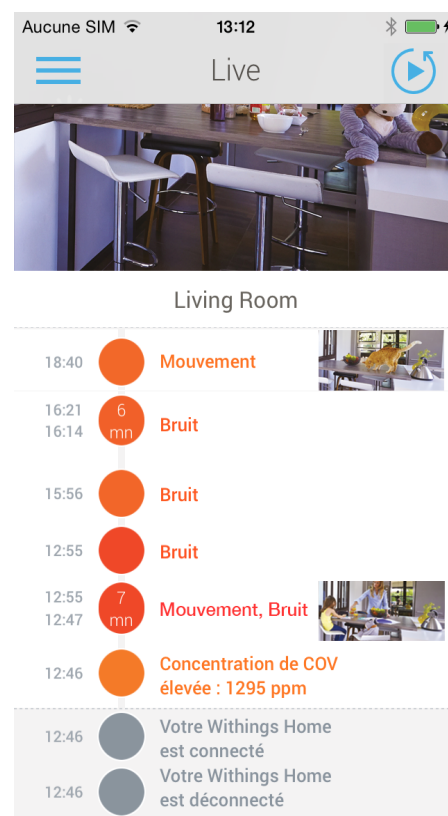 Aucune SIM 13:12
Live
Living Room
18:40 Mouvement
16:21
16:14
6
mn
Bruit
15:56 Bruit
12:55 Bruit
12:55
12:47
7
mn
Mouvement, Bruit
12:46
Concentration de COV
élevée : 1295 ppm
12:46
Votre Withings Home
est connecté
12:46
Votre Withings Home
est déconnecté